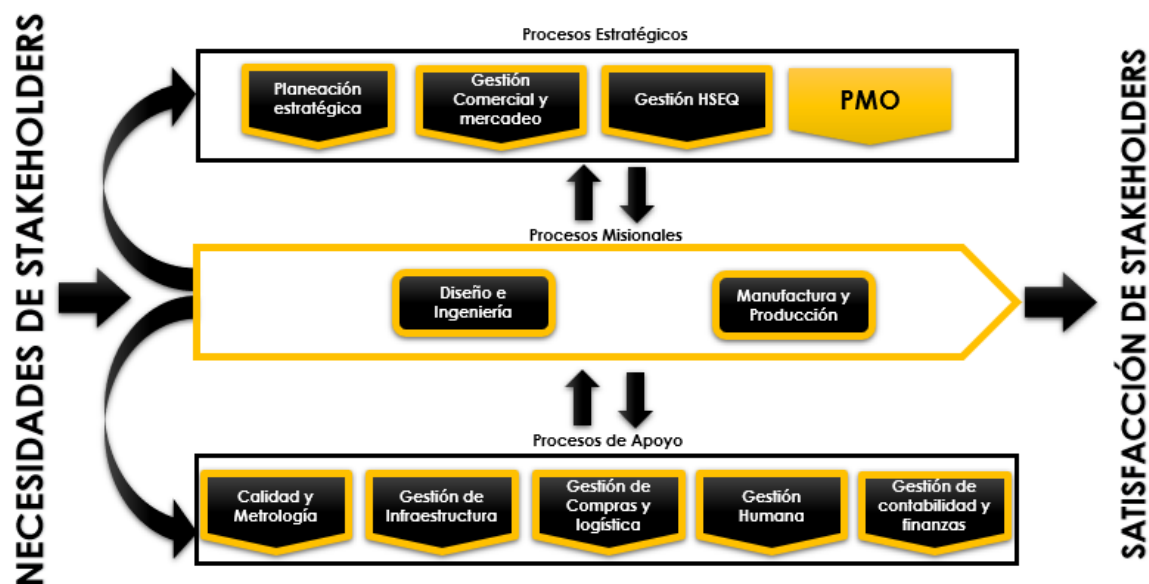 NECESIDADES DE STAKEHOLDERS
Procesos Estratégicos
Planeación
estratégica
Gestión
Comercial y
mercadeo
Gestión HSEQ
PMO
Procesos Misionales
Diseño e
Ingeniería
Manufactura y
Producción
Procesos de Apoyo
Calidad y
Metrología
Gestión de
Infraestructura
Gestión de
Compras y
logística
Gestión
Humana
Gestión de
contabilidad y
finanzas
SATISFACCIÓN DE STAKEHOLDERS